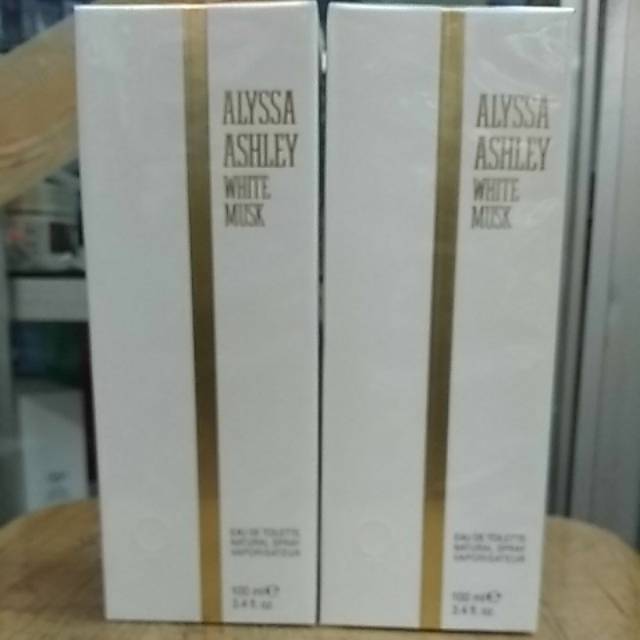 ALYSSA
ASHLEY
WHITE
MUSK
EAU DE TOILETTE
NATURAL SPRAY
VAPORISATEUR
100 ml ℮
3.4 fl. oz
ALYSSA
ASHLEY
WHITE
MUSK
EAU DE TOILETTE
NATURAL SPRAY
VAPORISATEUR
100 ml ℮
3.4 fl. oz